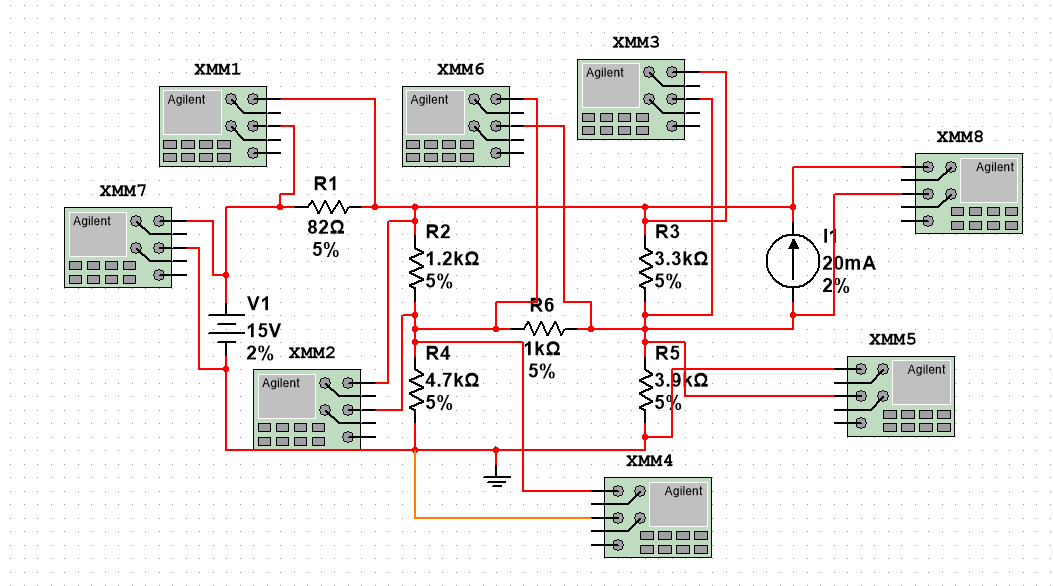 XMM3
XMM1
XMM6
Agilent
Agilent
Agilent
XMM8
Agilent
XMM7
R1
Agilent
82Ω
5%
R2
1.2kΩ
5%
R3
3.3kΩ
5%
I1
20mA
2%
V1
15V
2%
R6
1kΩ
5%
XMM2
Agilent
R4
4.7kΩ
5%
R5
3.9kΩ
5%
XMM5
Agilent
XMM4
Agilent